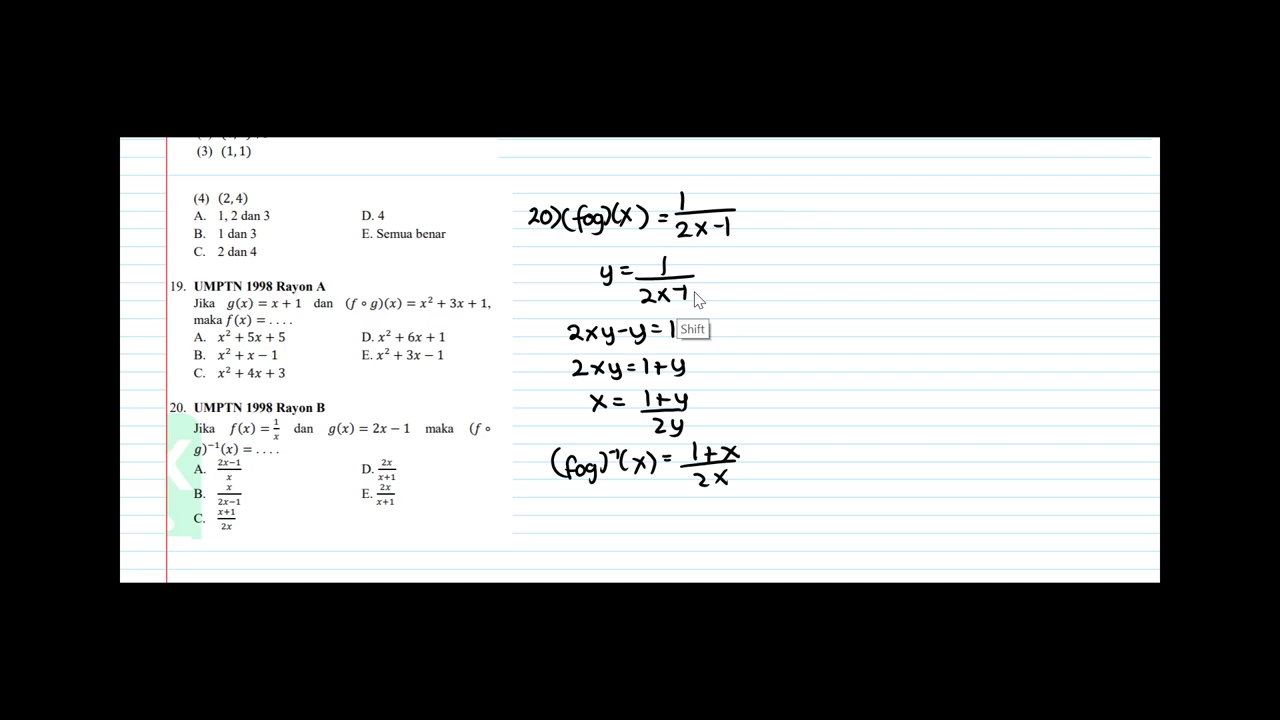 (3) (1, 1)
(4) (2, 4)
A. 1, 2 dan 3 D. 4
B. 1 dan 3 E. Semua benar
C. 2 dan 4
19. UMPTN 1998 Rayon A
Jika g(x) = x + 1 dan (f ∘ g)(x) = x² + 3x + 1,
maka f(x) = . . . .
A. x² + 5x + 5 D. x² + 6x + 1
B. x² + x − 1 E. x² + 3x − 1
C. x² + 4x + 3
20. UMPTN 1998 Rayon B
Jika f(x) = 1/x dan g(x) = 2x − 1 maka (f ∘
g)⁻¹(x) = . . . .
A. (2x−1)/x D. 2x/(x+1)
B. x/(2x−1) E. 2x/(x+1)
C. (x+1)/2x
20) (fog)(x) = 1/(2x-1)
y = 1/(2x-1)
2xy-y=1
Shift
2xy=1+y
x = (1+y)/2y
(fog)⁻¹(x) = (1+x)/2x